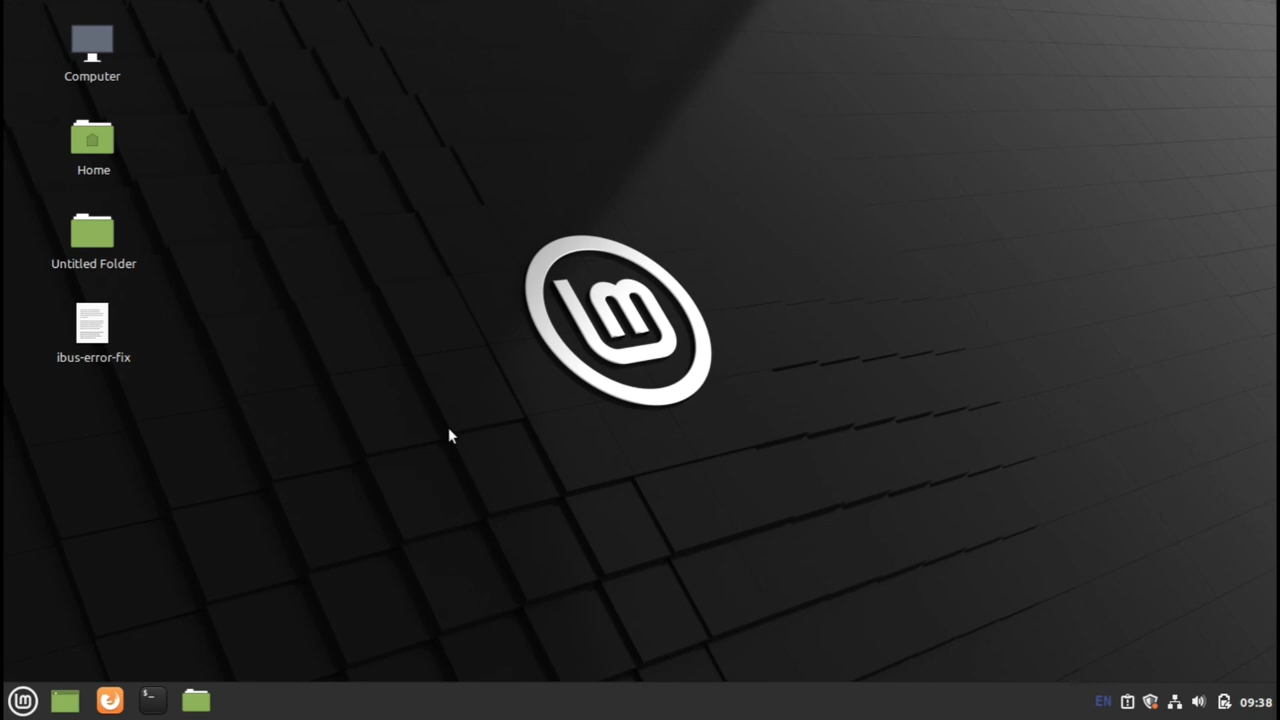 Computer
Home
Untitled Folder
ibus-error-fix
$_
EN
09:38